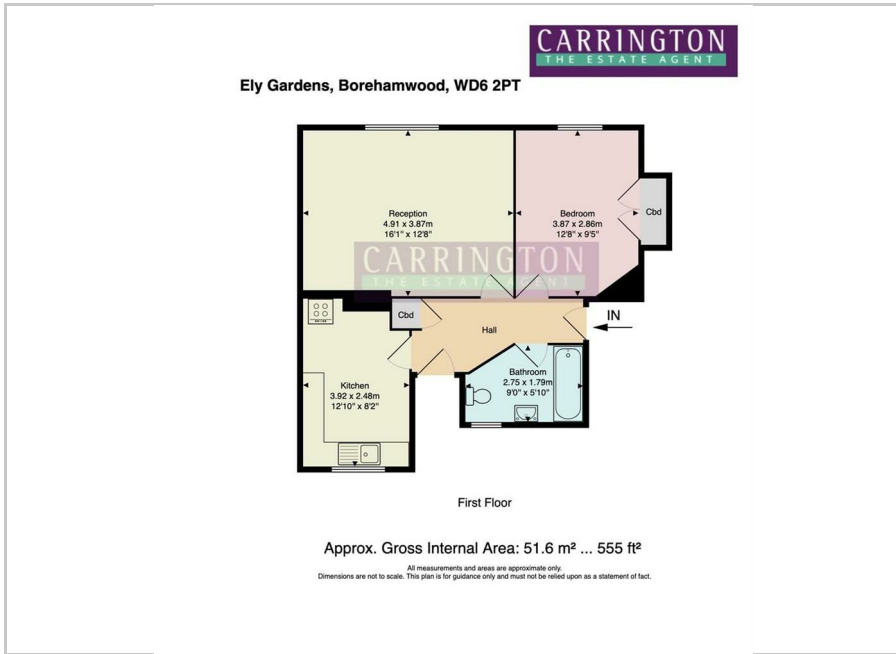 CARRINGTON
THE ESTATE AGENT
Ely Gardens, Borehamwood, WD6 2PT
Reception
4.91 x 3.87m
16'1" x 12'8"
Bedroom
3.87 x 2.86m
12'8" x 9'5"
Cbd
CARRINGTON
THE ESTATE AGENT
Cbd
Hall
IN
Kitchen
3.92 x 2.48m
12'10" x 8'2"
Bathroom
2.75 x 1.79m
9'0" x 5'10"
First Floor
Approx. Gross Internal Area: 51.6 m² ... 555 ft²
All measurements and areas are approximate only.
Dimensions are not to scale. This plan is for guidance only and must not be relied upon as a statement of fact.